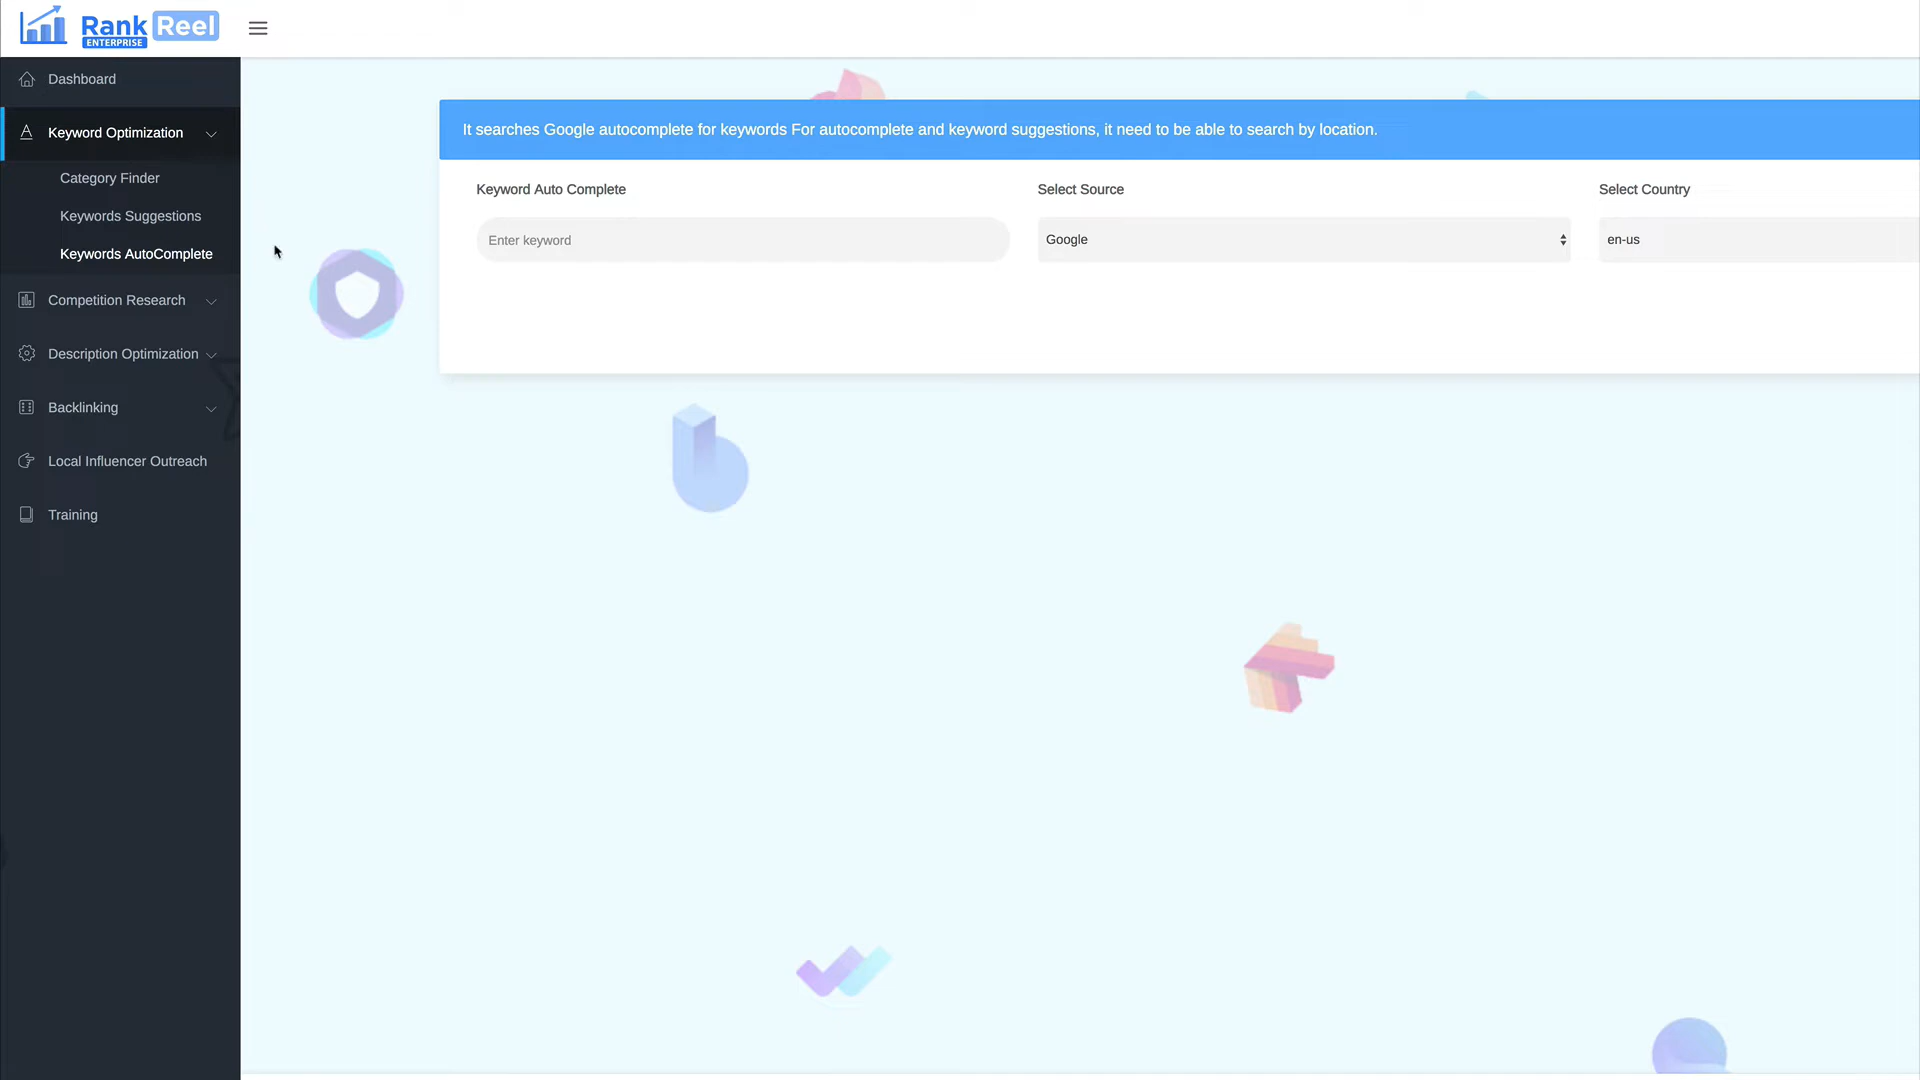 Rank Reel
ENTERPRISE
Dashboard
Keyword Optimization
Category Finder
Keywords Suggestions
Keywords AutoComplete
Competition Research
Description Optimization
Backlinking
Local Influencer Outreach
Training
It searches Google autocomplete for keywords For autocomplete and keyword suggestions, it need to be able to search by location.
Keyword Auto Complete
Select Source
Select Country
Enter keyword
Google
en-us